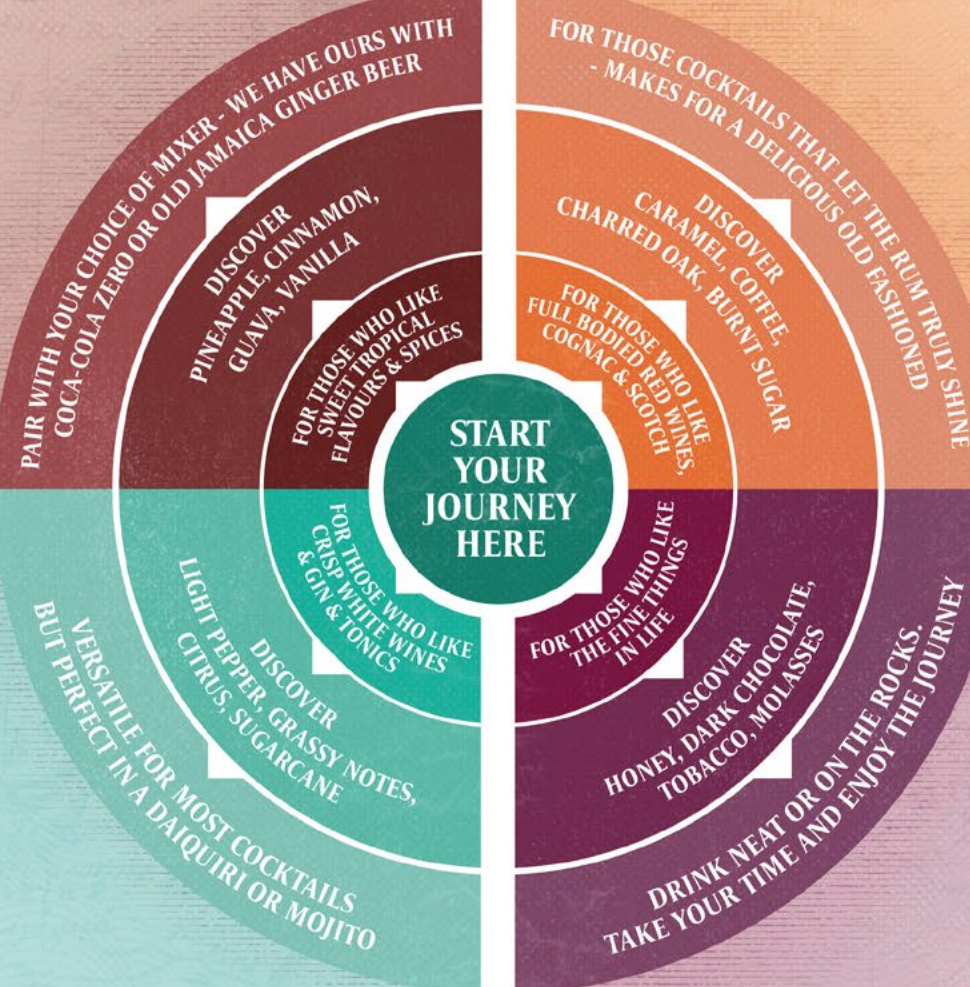 START
YOUR
JOURNEY
HERE
FOR THOSE WHO LIKE
SWEET TROPICAL
FLAVOURS & SPICES
DISCOVER
PINEAPPLE, CINNAMON,
GUAVA, VANILLA
PAIR WITH YOUR CHOICE OF MIXER - WE HAVE OURS WITH
COCA-COLA ZERO OR OLD JAMAICA GINGER BEER
FOR THOSE WHO LIKE
FULL BODIED RED WINES,
COGNAC & SCOTCH
DISCOVER
CARAMEL, COFFEE,
CHARRED OAK, BURNT SUGAR
FOR THOSE COCKTAILS THAT LET THE RUM TRULY SHINE
- MAKES FOR A DELICIOUS OLD FASHIONED
FOR THOSE WHO LIKE
CRISP WHITE WINES
& GIN & TONICS
DISCOVER
LIGHT PEPPER, GRASSY NOTES,
CITRUS, SUGARCANE
VERSATILE FOR MOST COCKTAILS
BUT PERFECT IN A DAIQUIRI OR MOJITO
FOR THOSE WHO LIKE
THE FINE THINGS
IN LIFE
DISCOVER
HONEY, DARK CHOCOLATE,
TOBACCO, MOLASSES
DRINK NEAT OR ON THE ROCKS.
TAKE YOUR TIME AND ENJOY THE JOURNEY